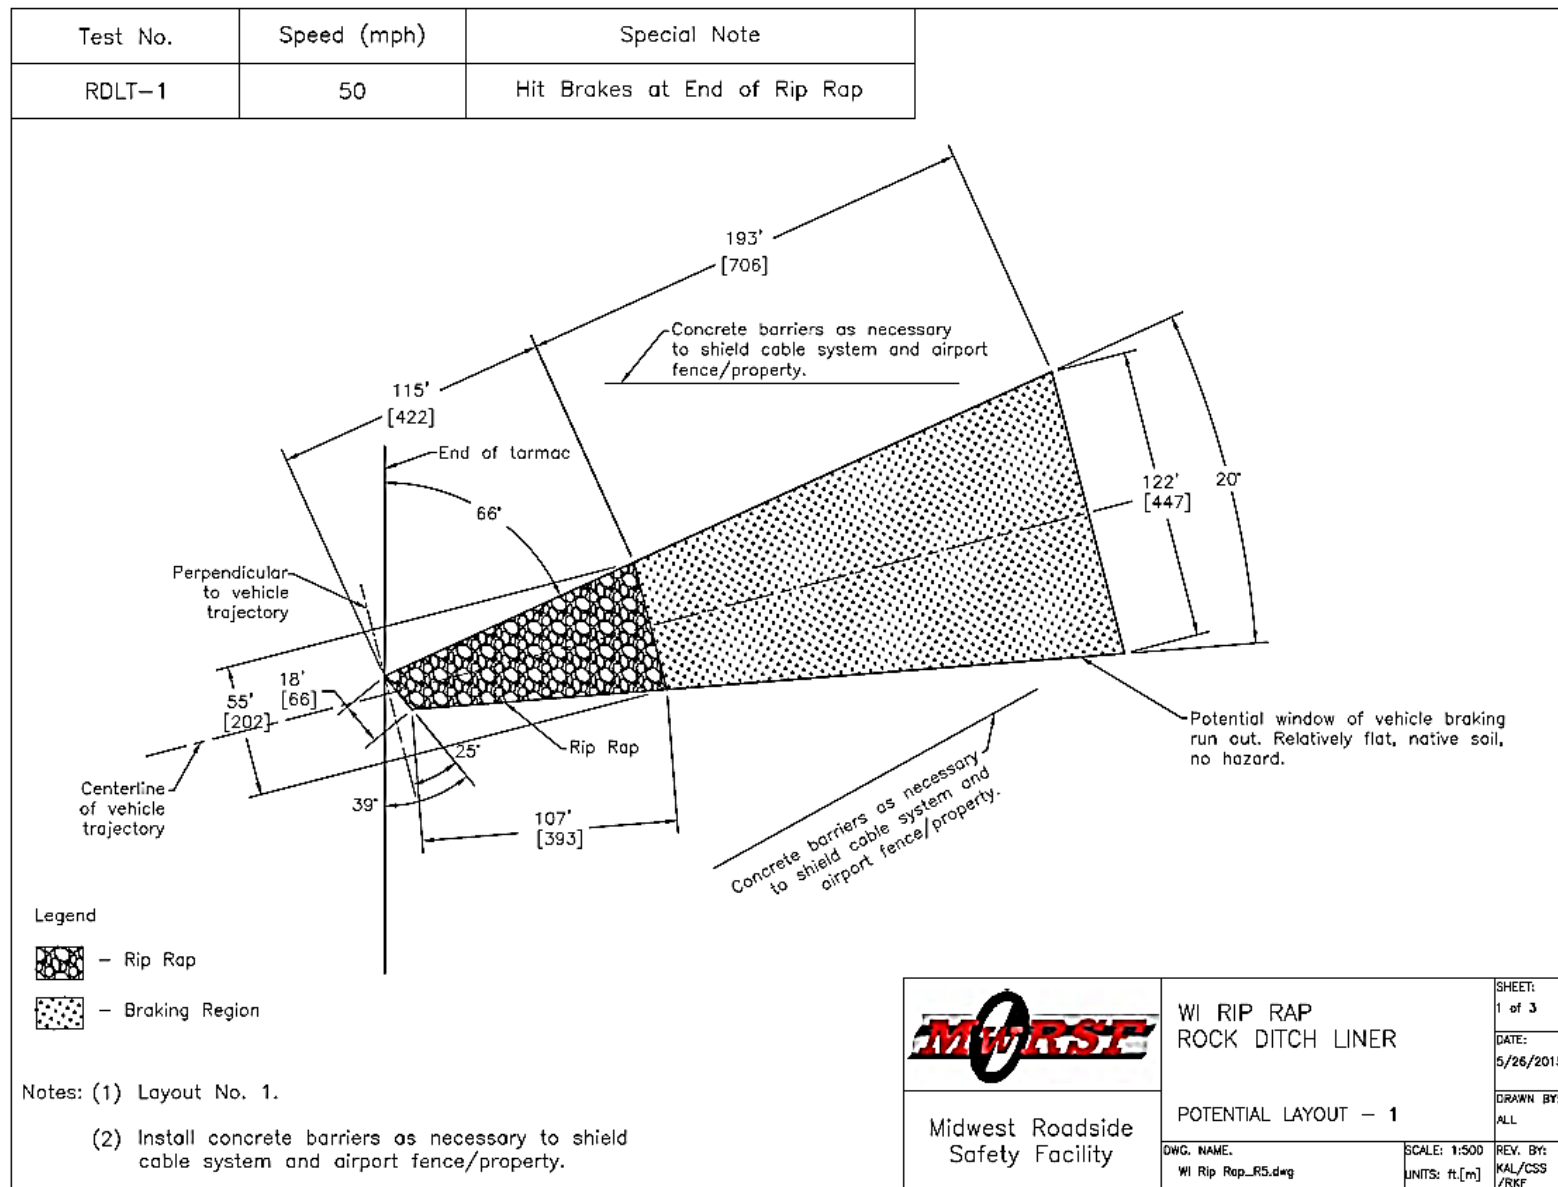 Test No.
Speed (mph)
Special Note
RDLT-1
50
Hit Brakes at End of Rip Rap
193'
[706]
Concrete barriers as necessary
to shield cable system and airport
fence/property.
115'
[422]
End of tarmac
66°
122'
[447]
20°
Perpendicular
to vehicle
trajectory
18'
[66]
55'
[202]
Rip Rap
25°
39°
Centerline
of vehicle
trajectory
107'
[393]
Potential window of vehicle braking
run out. Relatively flat, native soil,
no hazard.
Concrete barriers as necessary
to shield cable system and
airport fence/property.
Legend
- Rip Rap
- Braking Region
Notes: (1) Layout No. 1.
(2) Install concrete barriers as necessary to shield
cable system and airport fence/property.
MwRSF
Midwest Roadside
Safety Facility
WI RIP RAP
ROCK DITCH LINER
POTENTIAL LAYOUT - 1
DWG. NAME.
WI Rip Rap_R5.dwg
SCALE: 1:500
UNITS: ft.[m]
SHEET:
1 of 3
DATE:
5/26/2015
DRAWN BY:
ALL
REV. BY:
KAL/CSS
/RKF